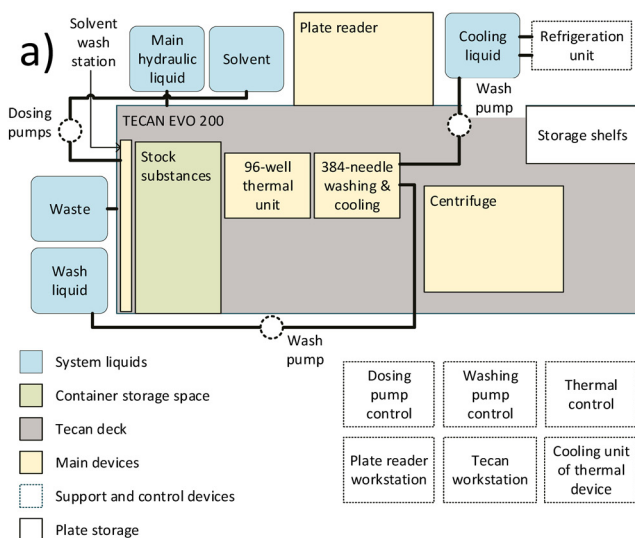 a)
Solvent
wash
station
Main
hydraulic
liquid
Solvent
Plate reader
Cooling
liquid
Refrigeration
unit
Dosing
pumps
Wash
pump
TECAN EVO 200
Storage shelfs
Stock
substances
96-well
thermal
unit
384-needle
washing &
cooling
Centrifuge
Waste
Wash
liquid
Wash
pump
System liquids
Container storage space
Tecan deck
Main devices
Support and control devices
Plate storage
Dosing
pump
control
Washing
pump
control
Thermal
control
Plate reader
workstation
Tecan
workstation
Cooling unit
of thermal
device